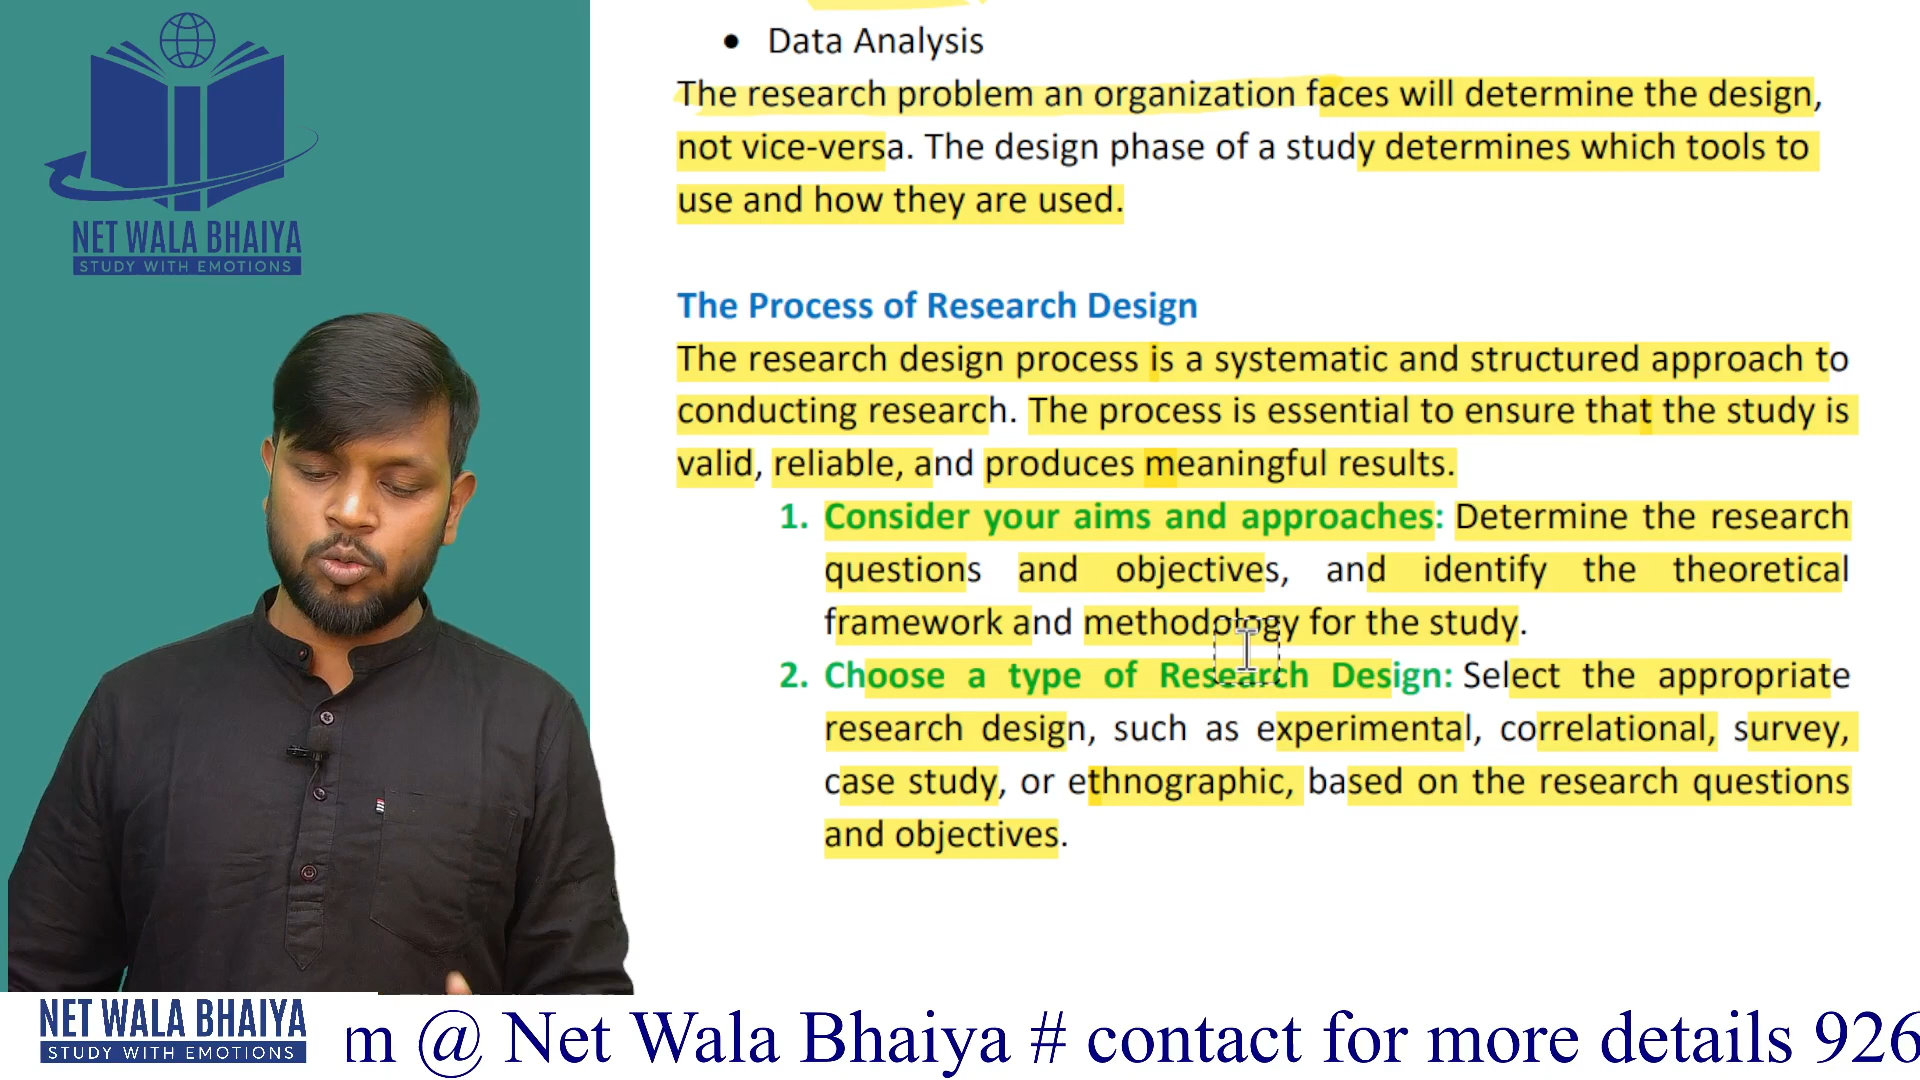 NET WALA BHAIYA
STUDY WITH EMOTIONS
• Data Analysis
The research problem an organization faces will determine the design,
not vice-versa. The design phase of a study determines which tools to
use and how they are used.
The Process of Research Design
The research design process is a systematic and structured approach to
conducting research. The process is essential to ensure that the study is
valid, reliable, and produces meaningful results.
1. Consider your aims and approaches: Determine the research
questions and objectives, and identify the theoretical
framework and methodology for the study.
2. Choose a type of Research Design: Select the appropriate
research design, such as experimental, correlational, survey,
case study, or ethnographic, based on the research questions
and objectives.
NET WALA BHAIYA
STUDY WITH EMOTIONS
m @ Net Wala Bhaiya # contact for more details 926